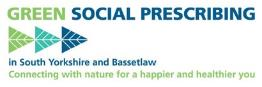 GREEN SOCIAL PRESCRIBING
in South Yorkshire and Bassetlaw
Connecting with nature for a happier and healthier you